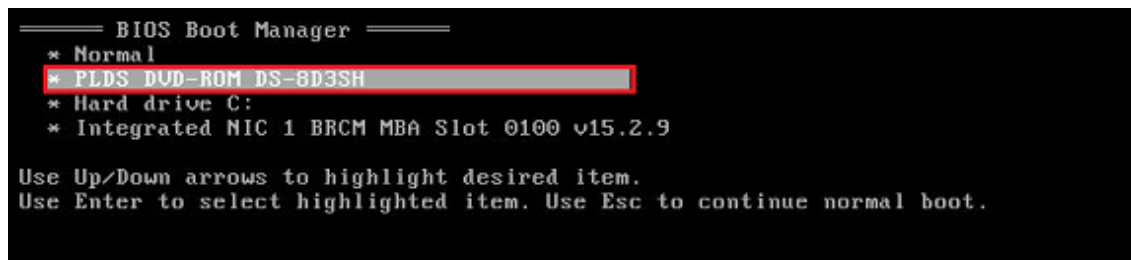 ═════ BIOS Boot Manager ═════
* Normal
* PLDS DVD-ROM DS-8D3SH
* Hard drive C:
* Integrated NIC 1 BRCM MBA Slot 0100 v15.2.9
Use Up/Down arrows to highlight desired item.
Use Enter to select highlighted item. Use Esc to continue normal boot.